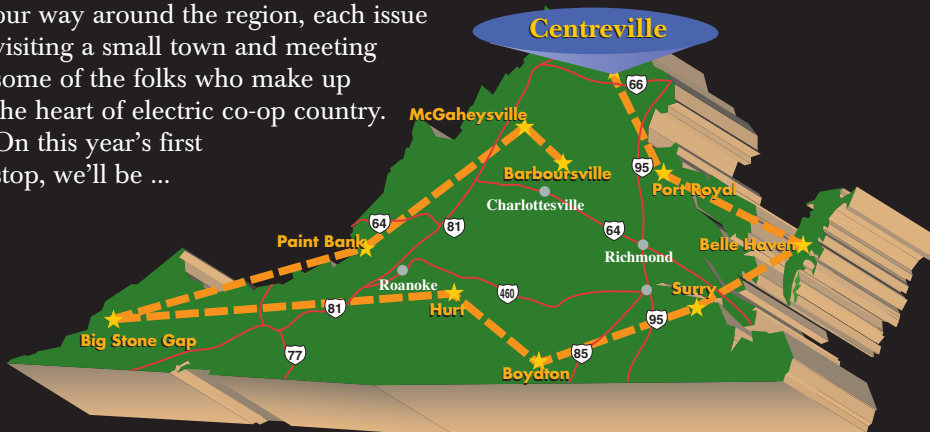 our way around the region, each issue
visiting a small town and meeting
some of the folks who make up
the heart of electric co-op country.
On this year's first
stop, we'll be ...
Centreville
66
McGaheysville
Barboursville
95
Port Royal
Charlottesville
64
81
64
Paint Bank
Richmond
Belle Haven
Roanoke
460
Surry
81
Hurt
95
Big Stone Gap
77
85
Boydton